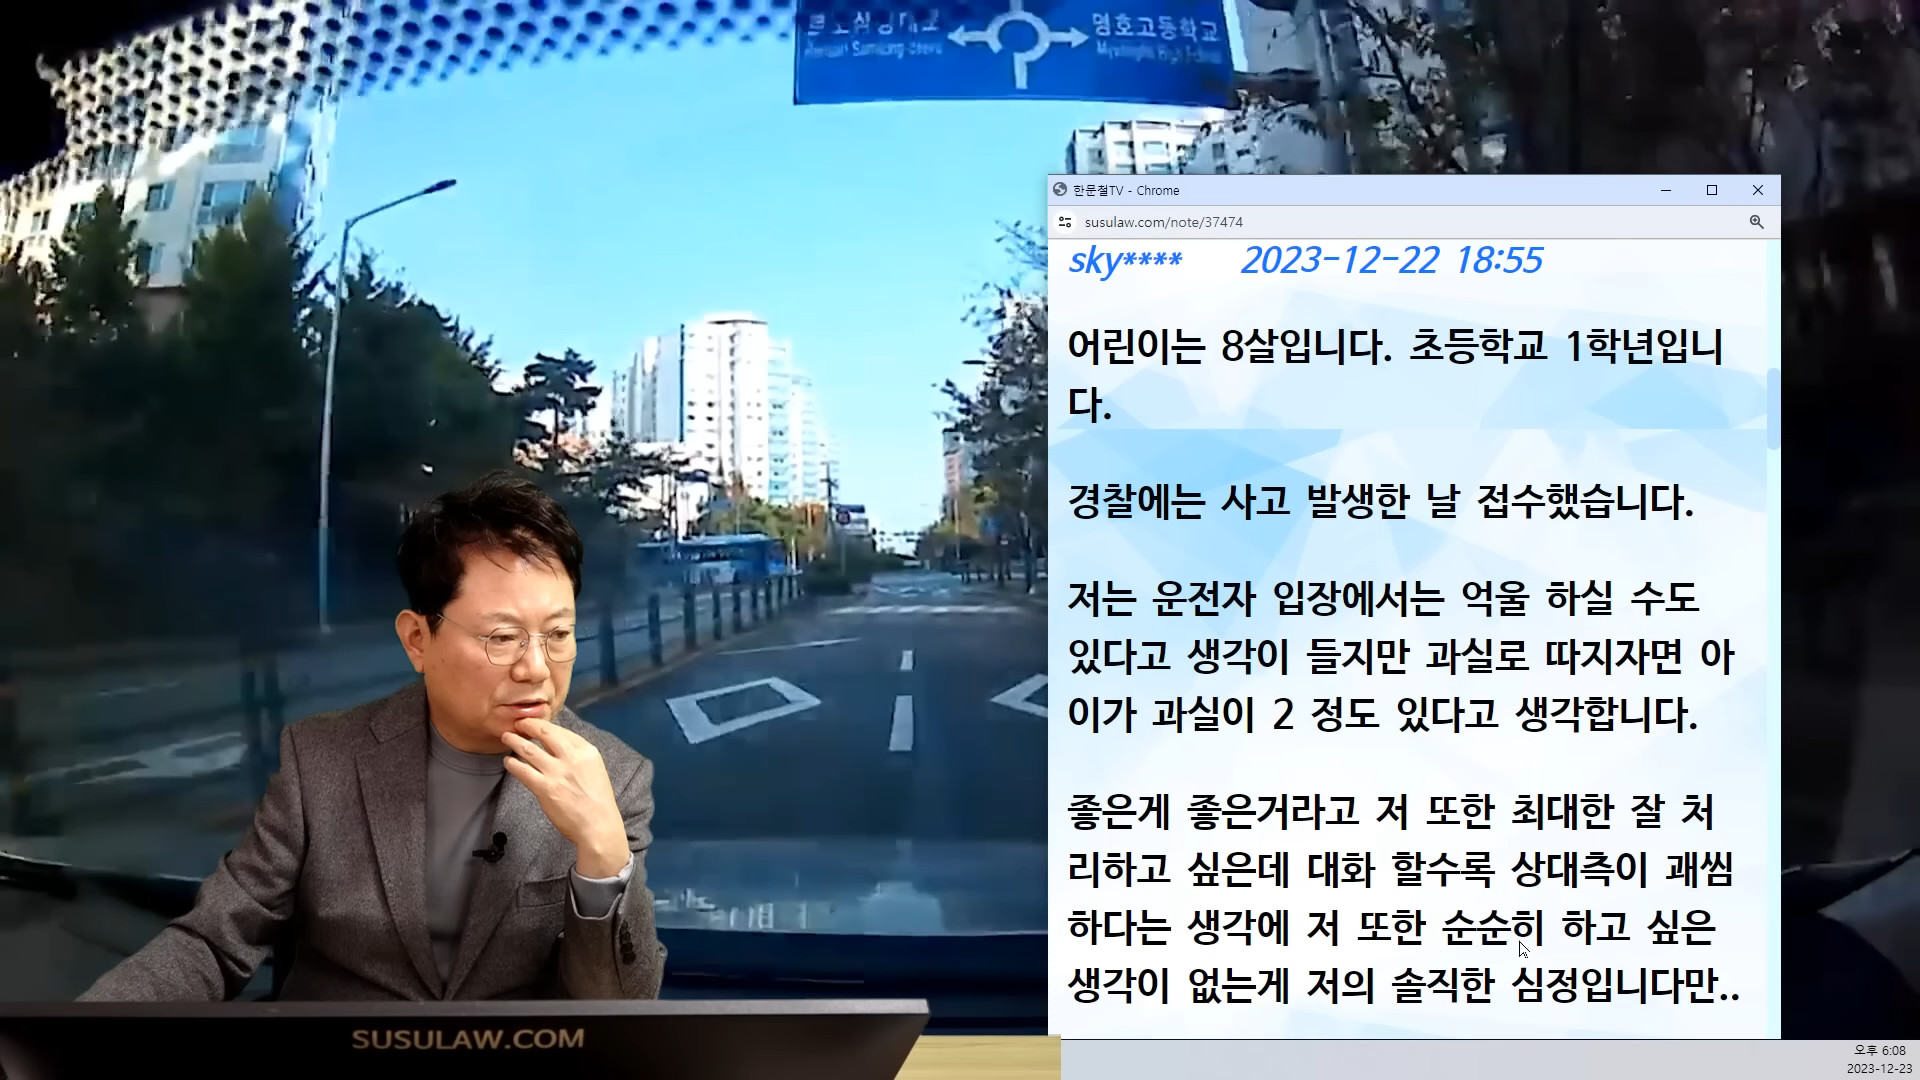 명호고등학교
한문철TV - Chrome
susulaw.com/note/37474
sky**** 2023-12-22 18:55
어린이는 8살입니다. 초등학교 1학년입니
다.
경찰에는 사고 발생한 날 접수했습니다.
저는 운전자 입장에서는 억울 하실 수도
있다고 생각이 들지만 과실로 따지자면 아
이가 과실이 2 정도 있다고 생각합니다.
좋은게 좋은거라고 저 또한 최대한 잘 처
리하고 싶은데 대화 할수록 상대측이 괘씸
하다는 생각에 저 또한 순순히 하고 싶은
생각이 없는게 저의 솔직한 심정입니다만..
SUSULAW.COM
오후 6:08
2023-12-23